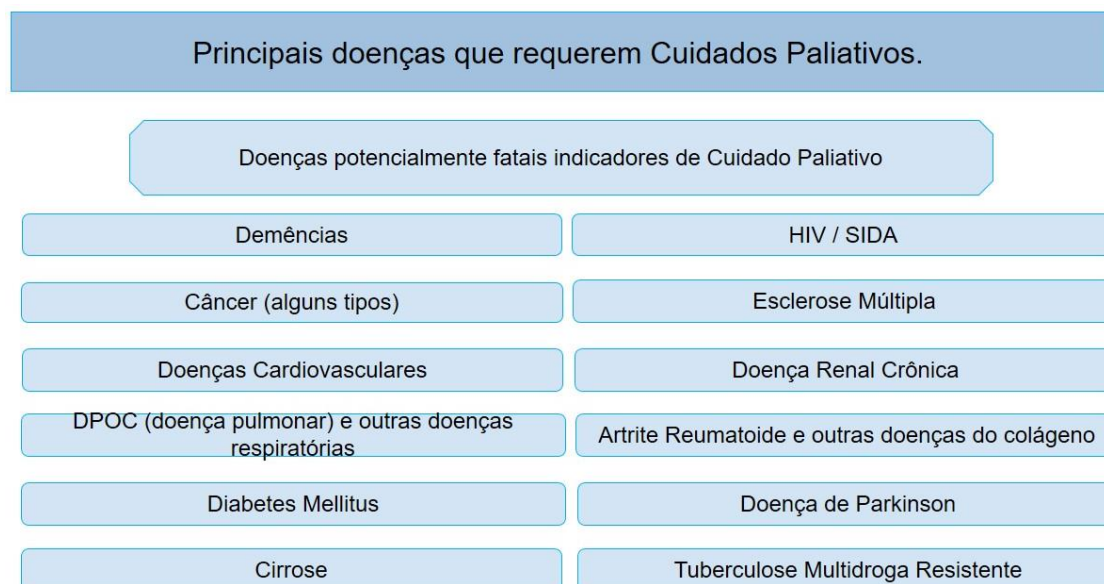 Principais doenças que requerem Cuidados Paliativos.
Doenças potencialmente fatais indicadores de Cuidado Paliativo
Demências
HIV / SIDA
Câncer (alguns tipos)
Esclerose Múltipla
Doenças Cardiovasculares
Doença Renal Crônica
DPOC (doença pulmonar) e outras doenças
respiratórias
Artrite Reumatoide e outras doenças do colágeno
Diabetes Mellitus
Doença de Parkinson
Cirrose
Tuberculose Multidroga Resistente